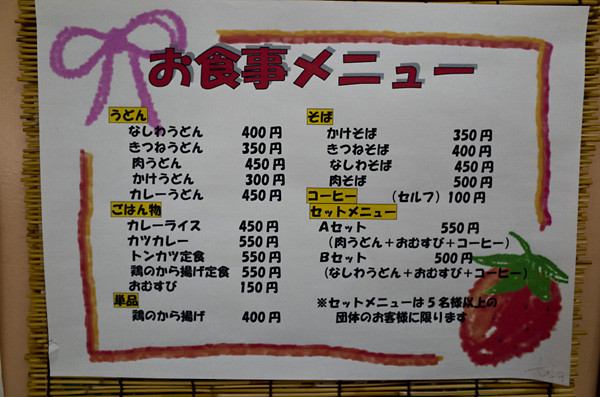 お食事メニュー
うどん
なしわうどん 400円
きつねうどん 350円
肉うどん 450円
かけうどん 300円
カレーうどん 450円
ごはん物
カレーライス 450円
カツカレー 550円
トンカツ定食 550円
鶏のから揚げ定食 550円
おむすび 150円
単品
鶏のから揚げ 400円
そば
かけそば 350円
きつねそば 400円
なしわそば 450円
肉そば 500円
コーヒー (セルフ) 100円
セットメニュー
Aセット 550円
(肉うどん+おむすび+コーヒー)
Bセット 500円
(なしわうどん+おむすび+コーヒー)
※セットメニューは5名様以上の
団体のお客様に限ります